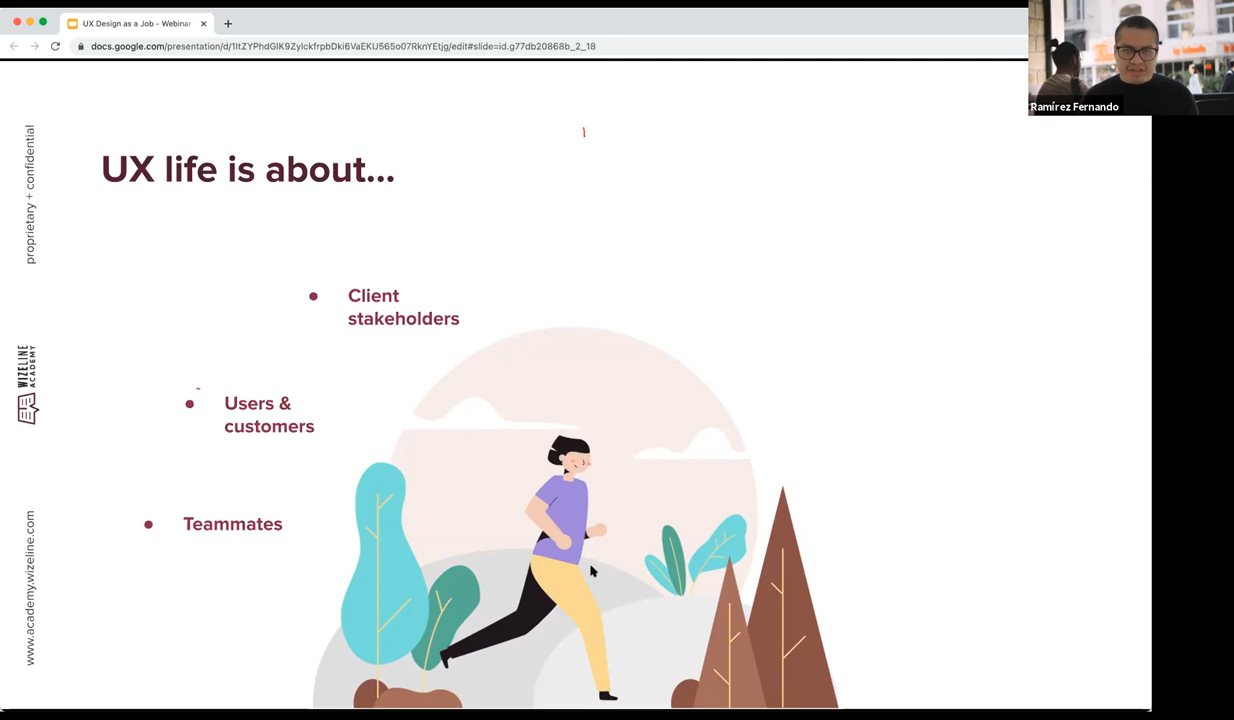 UX Design as a Job - Webinar
docs.google.com/presentation/d/1ItZYPhdGlK9ZylckfrpbDki6VaEKU565o07RknYEtjg/edit#slide=id.g77db20868b_2_18
Ramírez Fernando
proprietary + confidential
UX life is about...
Client
stakeholders
WIZELINE
ACADEMY
Users &
customers
Teammates
www.academy.wizeline.com